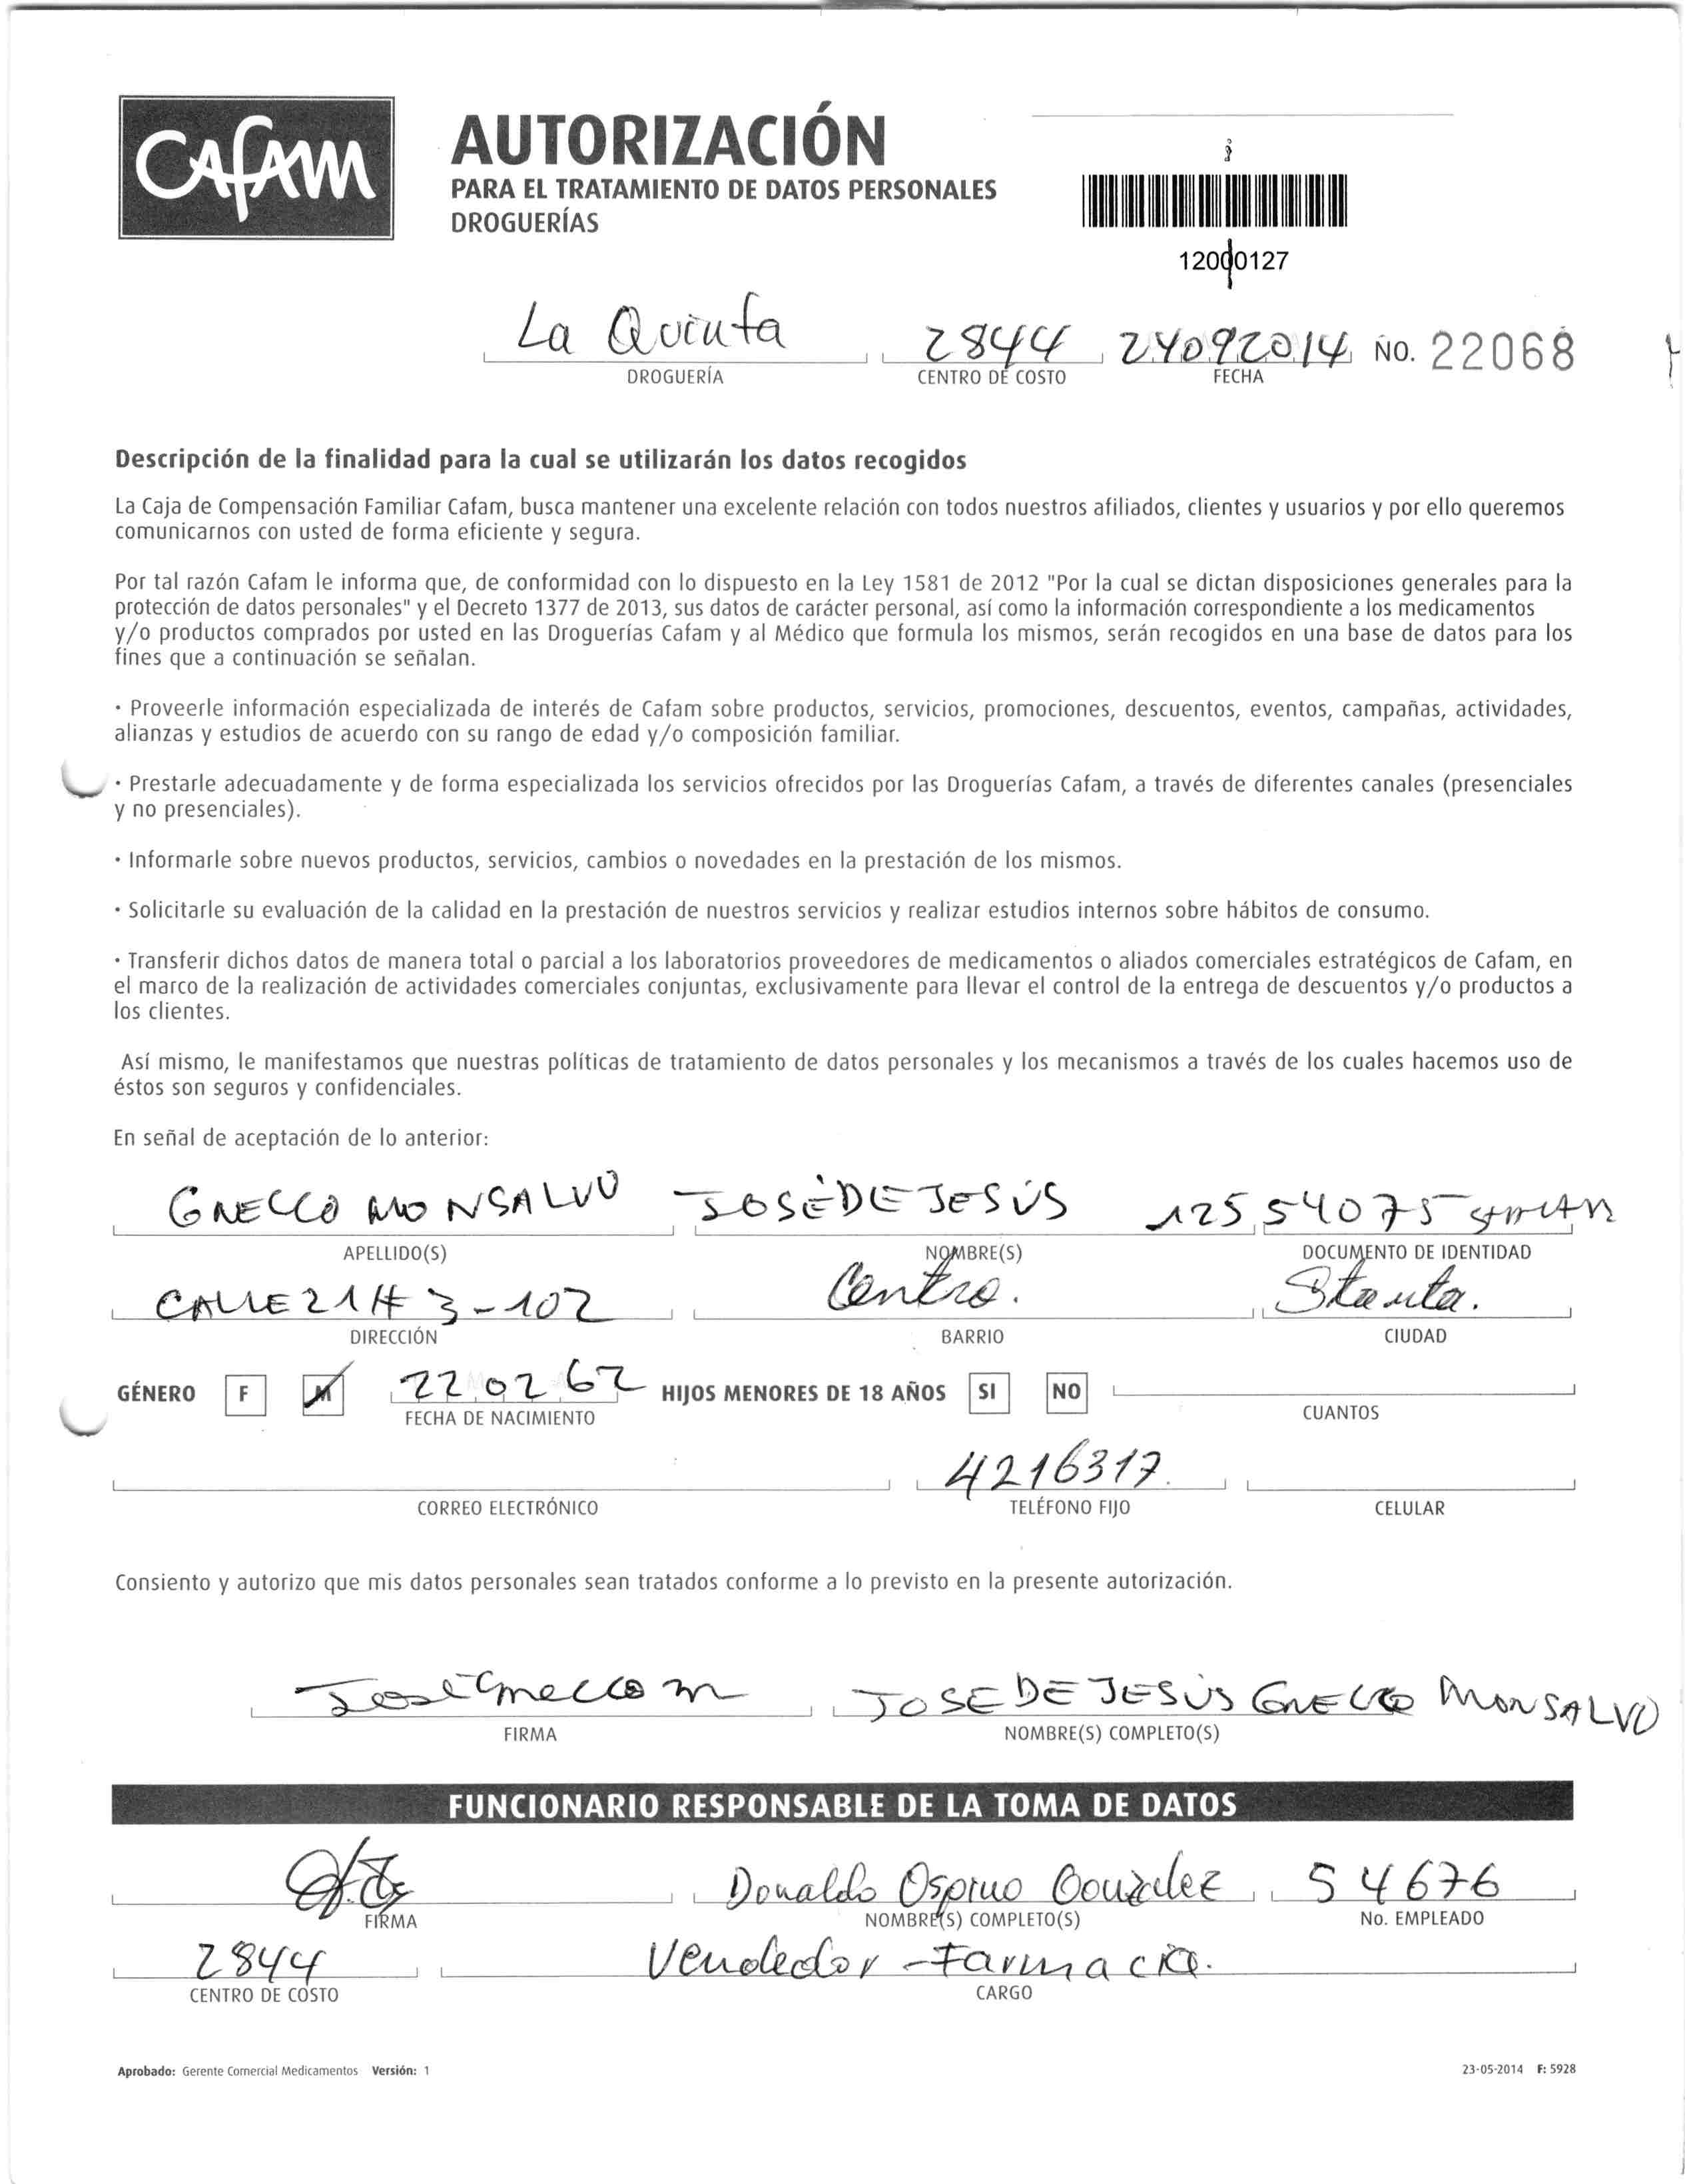 Cafam
AUTORIZACIÓN
PARA EL TRATAMIENTO DE DATOS PERSONALES
DROGUERÍAS
12000127
La Quinta 2844 24092014 NO. 22068
DROGUERÍA CENTRO DE COSTO FECHA
Descripción de la finalidad para la cual se utilizarán los datos recogidos
La Caja de Compensación Familiar Cafam, busca mantener una excelente relación con todos nuestros afiliados, clientes y usuarios y por ello queremos
comunicarnos con usted de forma eficiente y segura.
Por tal razón Cafam le informa que, de conformidad con lo dispuesto en la Ley 1581 de 2012 "Por la cual se dictan disposiciones generales para la
protección de datos personales" y el Decreto 1377 de 2013, sus datos de carácter personal, así como la información correspondiente a los medicamentos
y/o productos comprados por usted en las Droguerías Cafam y al Médico que formula los mismos, serán recogidos en una base de datos para los
fines que a continuación se señalan.
· Proveerle información especializada de interés de Cafam sobre productos, servicios, promociones, descuentos, eventos, campañas, actividades,
alianzas y estudios de acuerdo con su rango de edad y/o composición familiar.
· Prestarle adecuadamente y de forma especializada los servicios ofrecidos por las Droguerías Cafam, a través de diferentes canales (presenciales
y no presenciales).
· Informarle sobre nuevos productos, servicios, cambios o novedades en la prestación de los mismos.
· Solicitarle su evaluación de la calidad en la prestación de nuestros servicios y realizar estudios internos sobre hábitos de consumo.
· Transferir dichos datos de manera total o parcial a los laboratorios proveedores de medicamentos o aliados comerciales estratégicos de Cafam, en
el marco de la realización de actividades comerciales conjuntas, exclusivamente para llevar el control de la entrega de descuentos y/o productos a
los clientes.
Así mismo, le manifestamos que nuestras políticas de tratamiento de datos personales y los mecanismos a través de los cuales hacemos uso de
éstos son seguros y confidenciales.
En señal de aceptación de lo anterior:
GNECCO MONSALVO JOSÉ DE JESÚS 12554075
APELLIDO(S) NOMBRE(S) DOCUMENTO DE IDENTIDAD
CALLE 21 # 3-102 Centro. Sta
DIRECCIÓN BARRIO CIUDAD
GÉNERO F M 220262 HIJOS MENORES DE 18 AÑOS SI NO
FECHA DE NACIMIENTO CUANTOS
4216317.
CORREO ELECTRÓNICO TELÉFONO FIJO CELULAR
Consiento y autorizo que mis datos personales sean tratados conforme a lo previsto en la presente autorización.
José Gnecco m JOSE DE JESÚS GNECCO MONSALVO
FIRMA NOMBRE(S) COMPLETO(S)
FUNCIONARIO RESPONSABLE DE LA TOMA DE DATOS
Donaldo Ospino Gonzalez 54676
FIRMA NOMBRE(S) COMPLETO(S) No. EMPLEADO
2844 Vendedor - Farmacia.
CENTRO DE COSTO CARGO
Aprobado: Gerente Comercial Medicamentos Versión: 1 23-05-2014 F: 5928